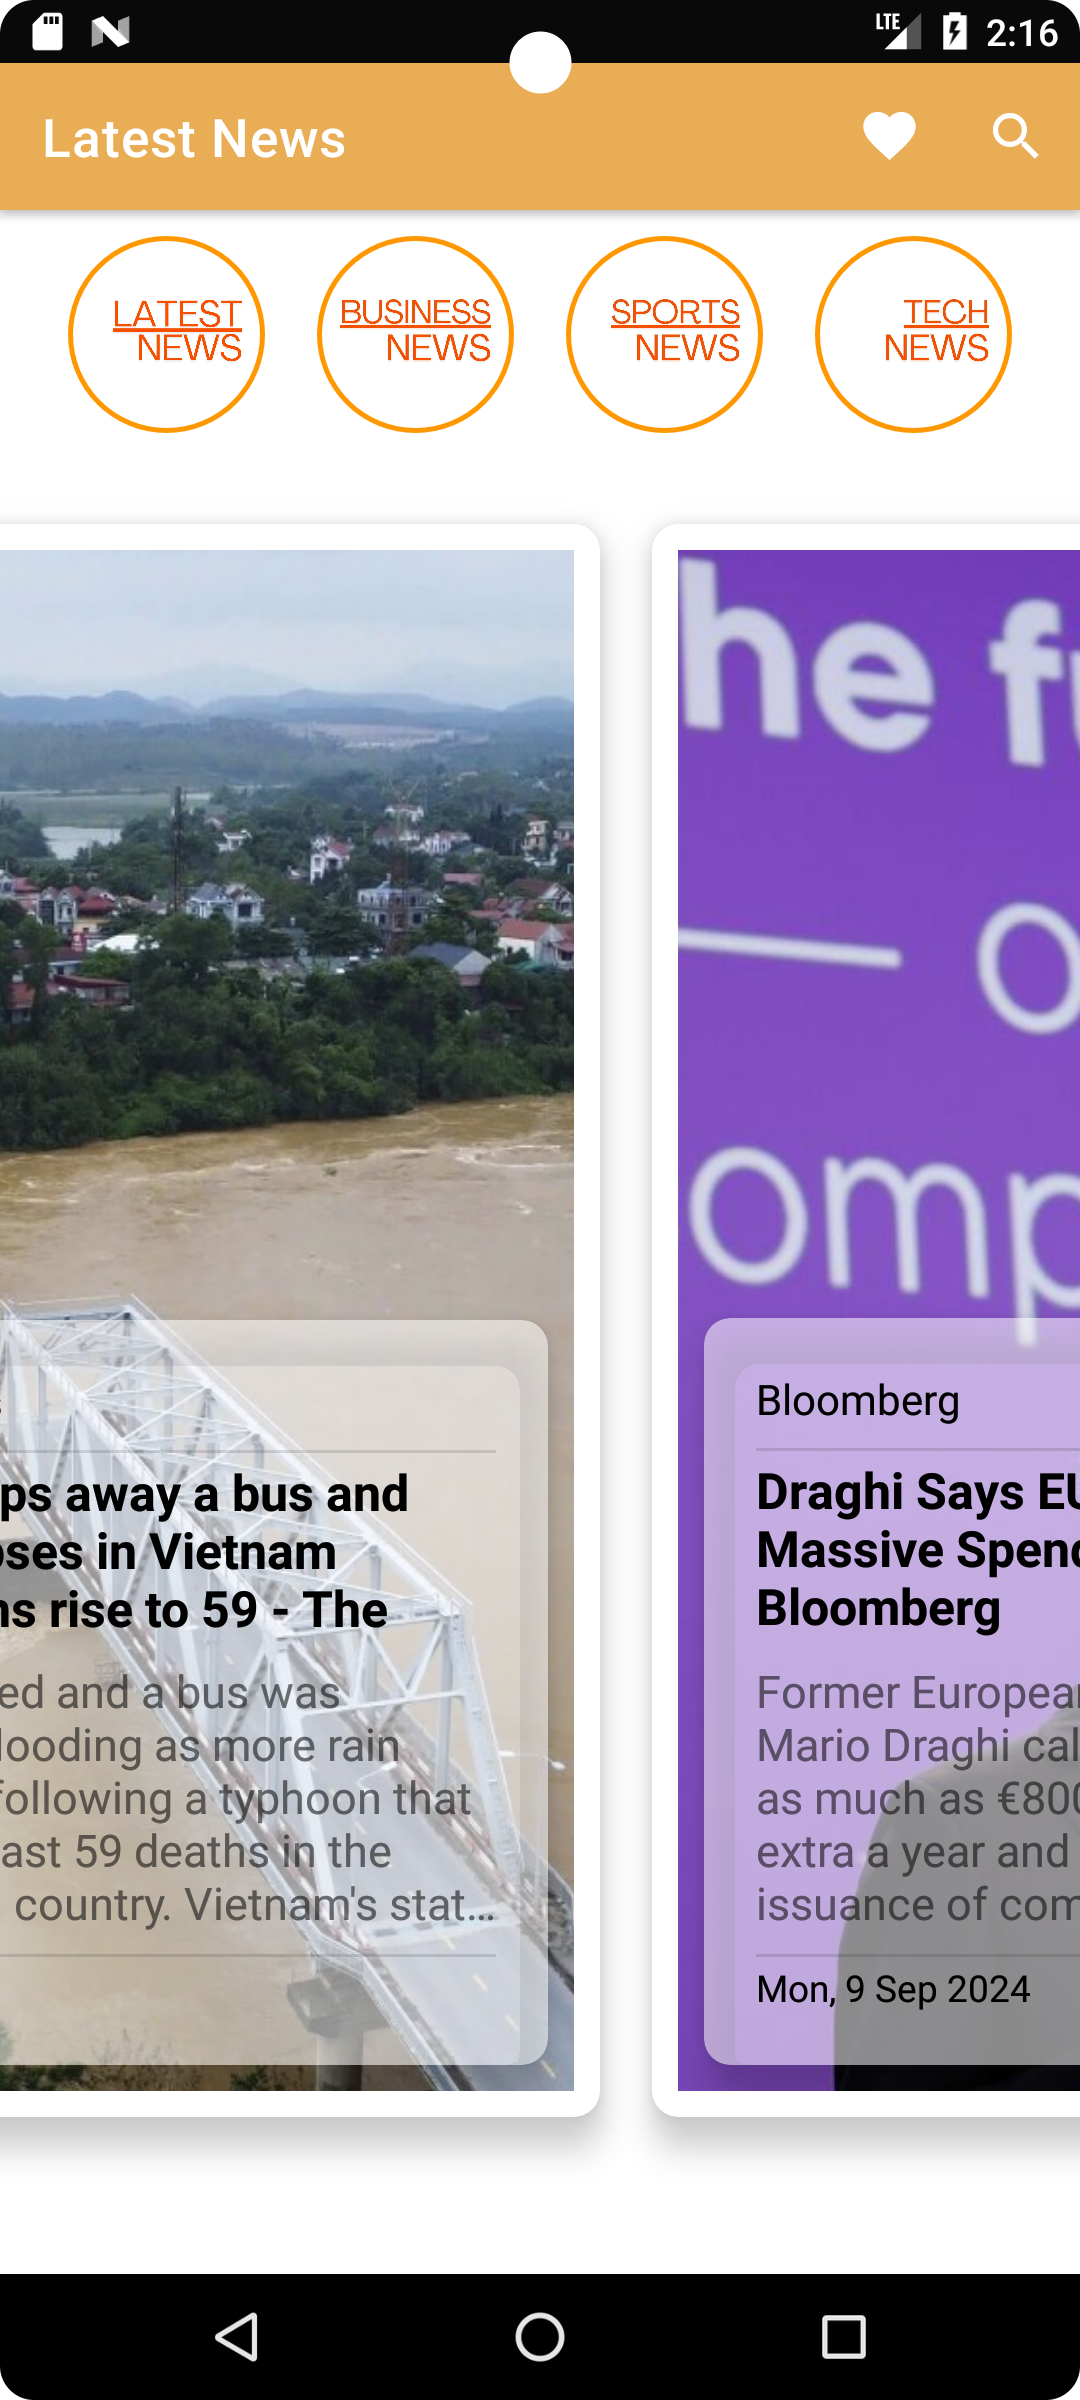 LTE 2:16
Latest News
LATEST
NEWS
BUSINESS
NEWS
SPORTS
NEWS
TECH
NEWS
he fu
— o
omp
ps away a bus and
ses in Vietnam
ns rise to 59 - The
ed and a bus was
looding as more rain
following a typhoon that
ast 59 deaths in the
country. Vietnam's stat...
Bloomberg
Draghi Says EU
Massive Spend
Bloomberg
Former European
Mario Draghi cal
as much as €800
extra a year and
issuance of com
Mon, 9 Sep 2024